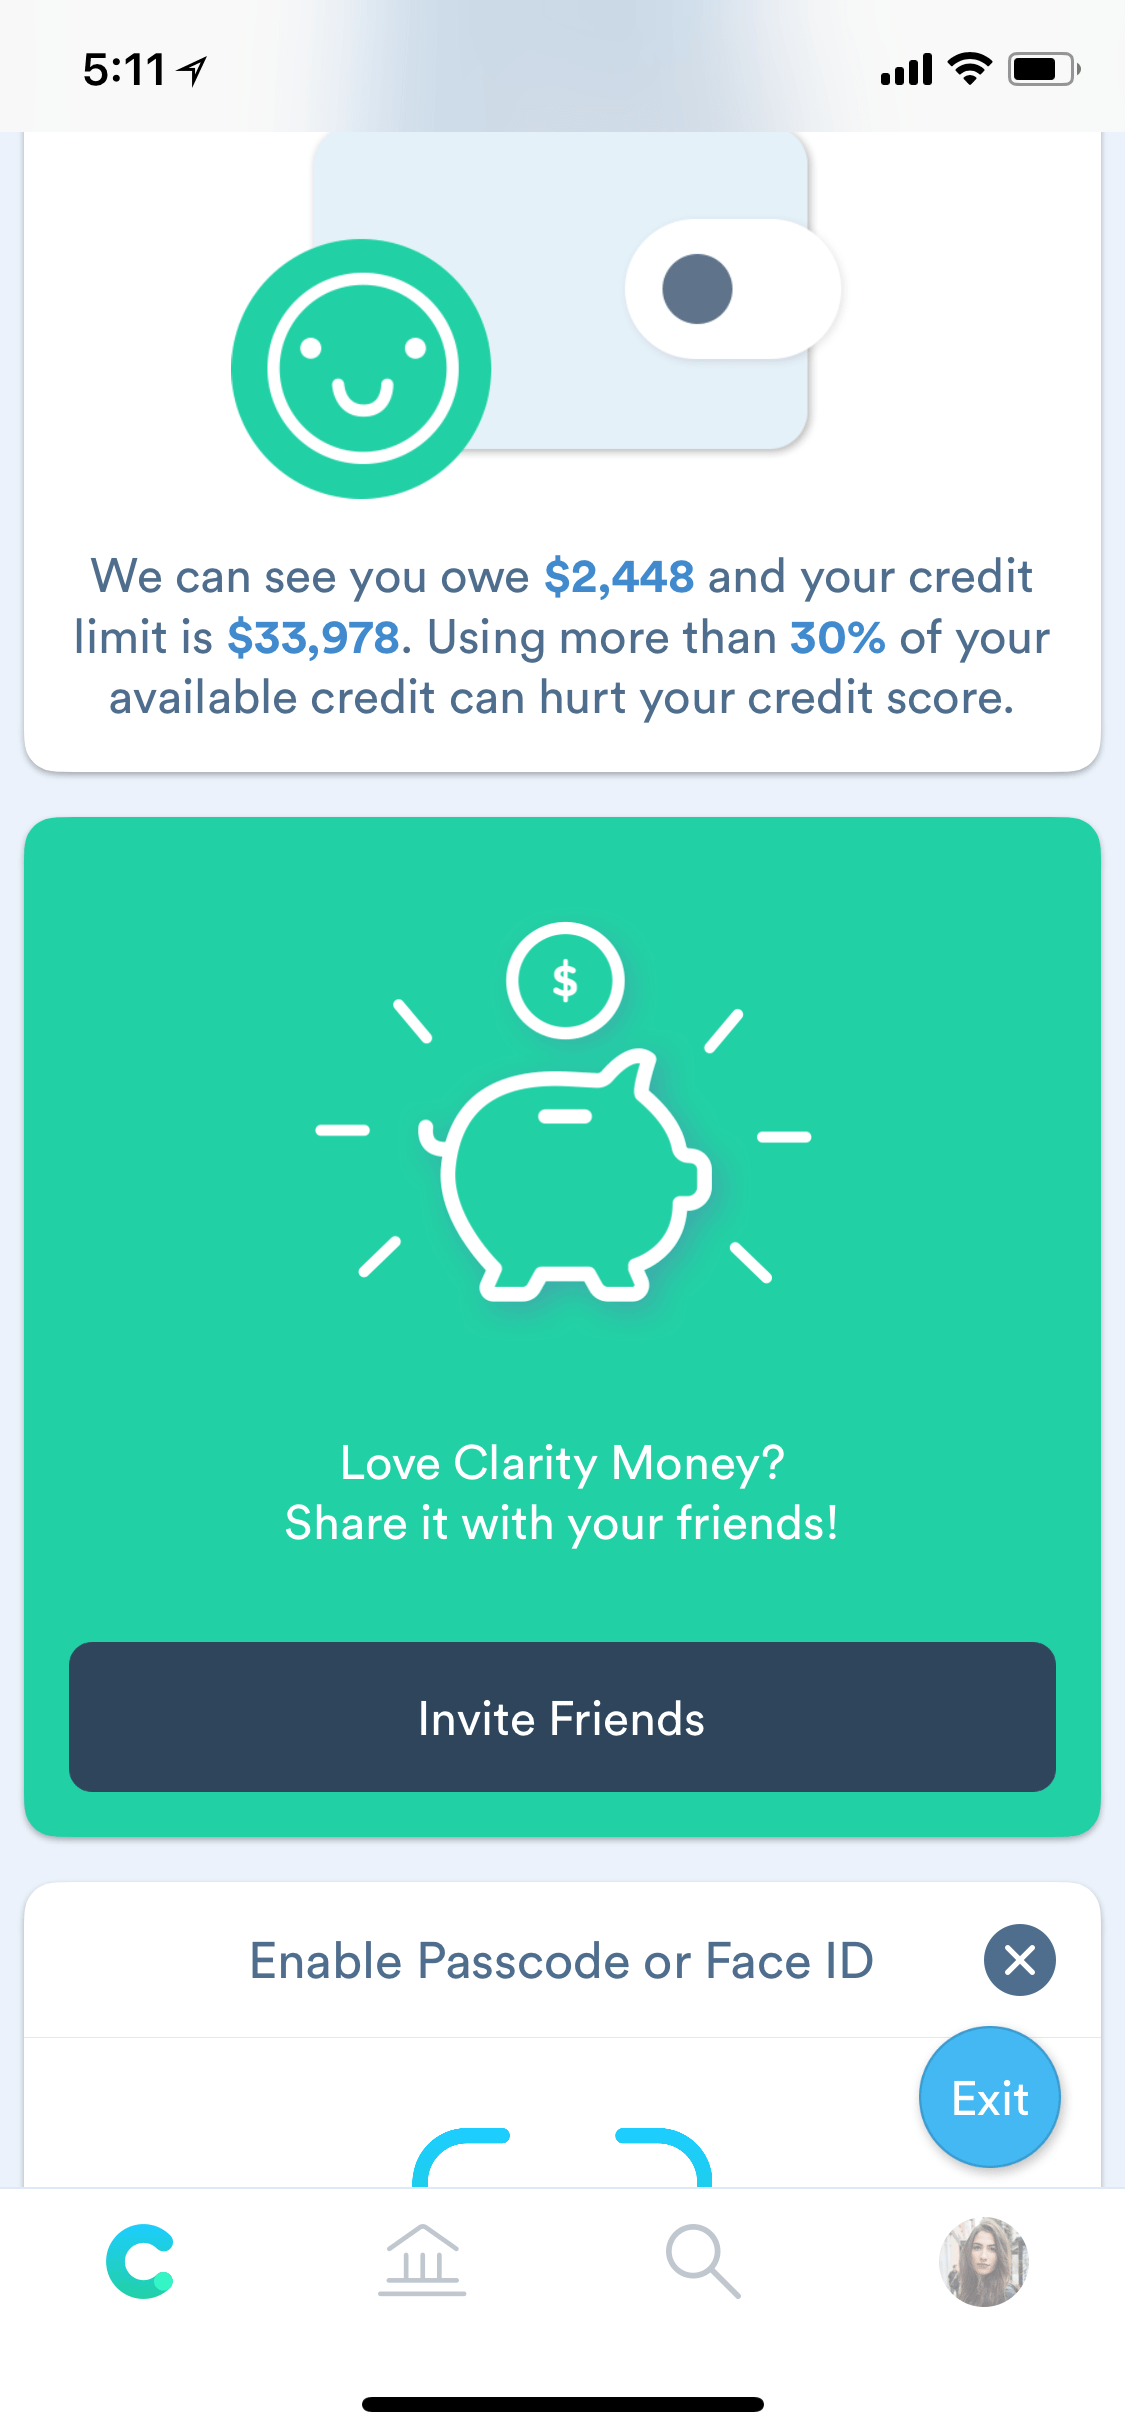 5:11
We can see you owe $2,448 and your credit
limit is $33,978. Using more than 30% of your
available credit can hurt your credit score.
$
Love Clarity Money?
Share it with your friends!
Invite Friends
Enable Passcode or Face ID
Exit